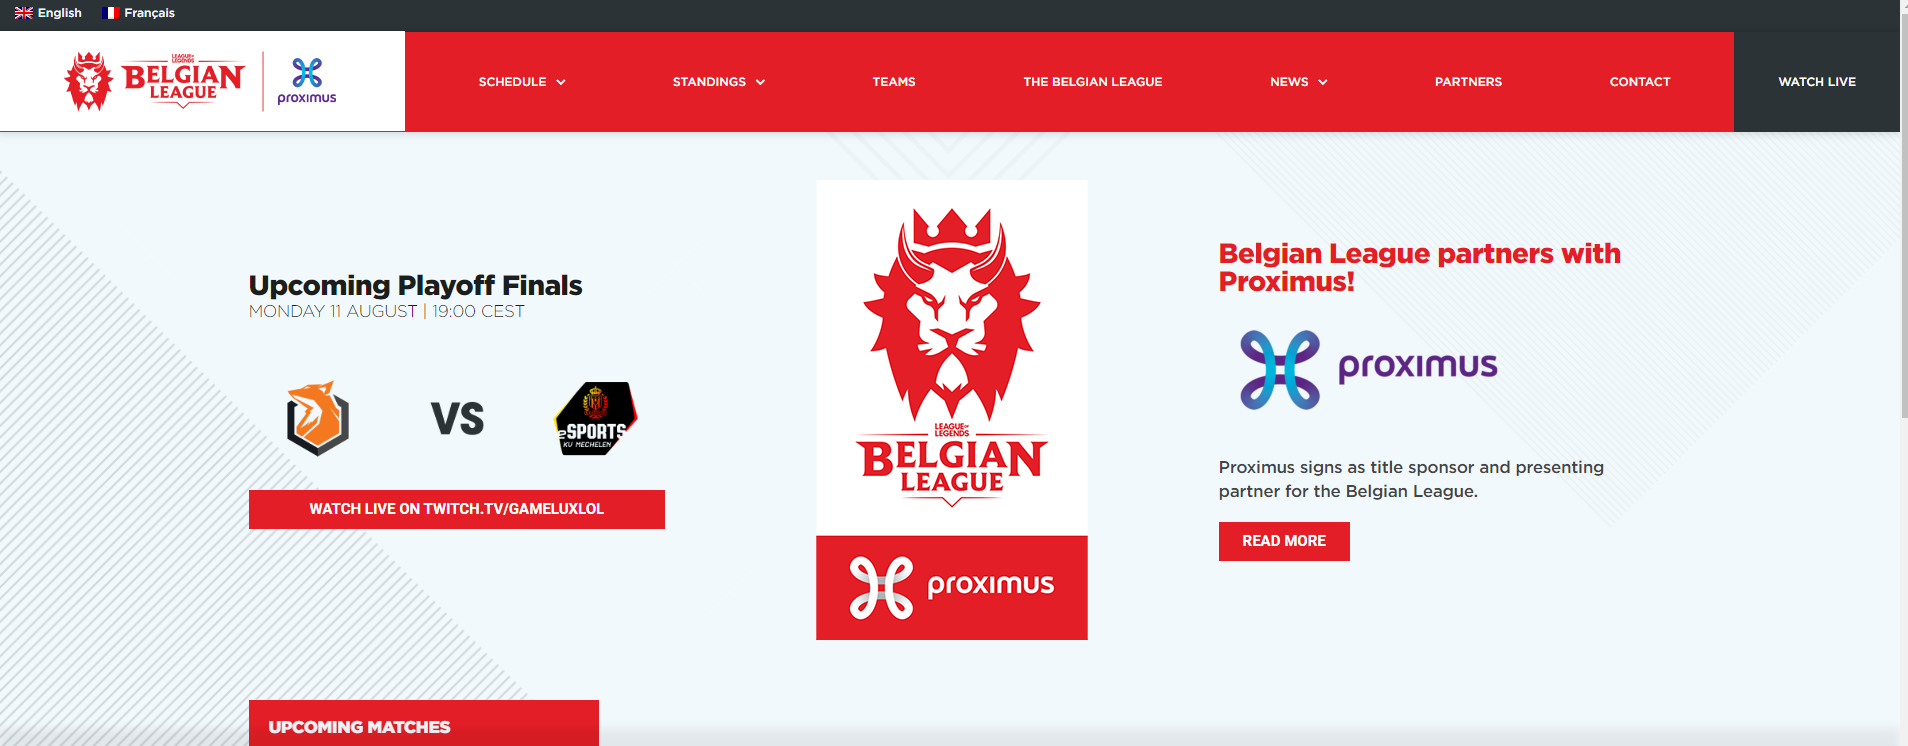 English Français
LEAGUE OF
LEGENDS
BELGIAN
LEAGUE
proximus
SCHEDULE STANDINGS TEAMS THE BELGIAN LEAGUE NEWS PARTNERS CONTACT WATCH LIVE
Upcoming Playoff Finals
MONDAY 11 AUGUST | 19:00 CEST
VS
eSPORTS
KV MECHELEN
WATCH LIVE ON TWITCH.TV/GAMELUXLOL
LEAGUE OF
LEGENDS
BELGIAN
LEAGUE
proximus
Belgian League partners with
Proximus!
proximus
Proximus signs as title sponsor and presenting
partner for the Belgian League.
READ MORE
UPCOMING MATCHES